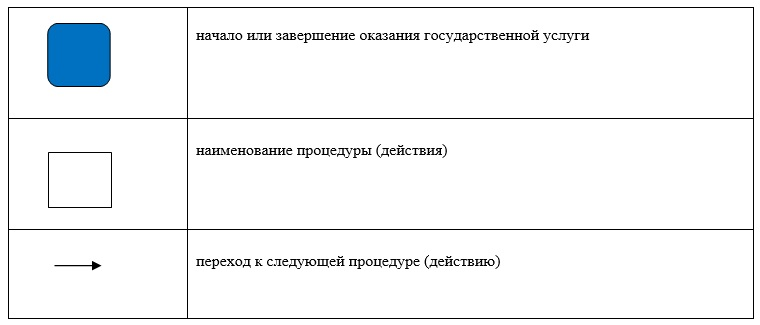 начало или завершение оказания государственной услуги
наименование процедуры (действия)
переход к следующей процедуре (действию)